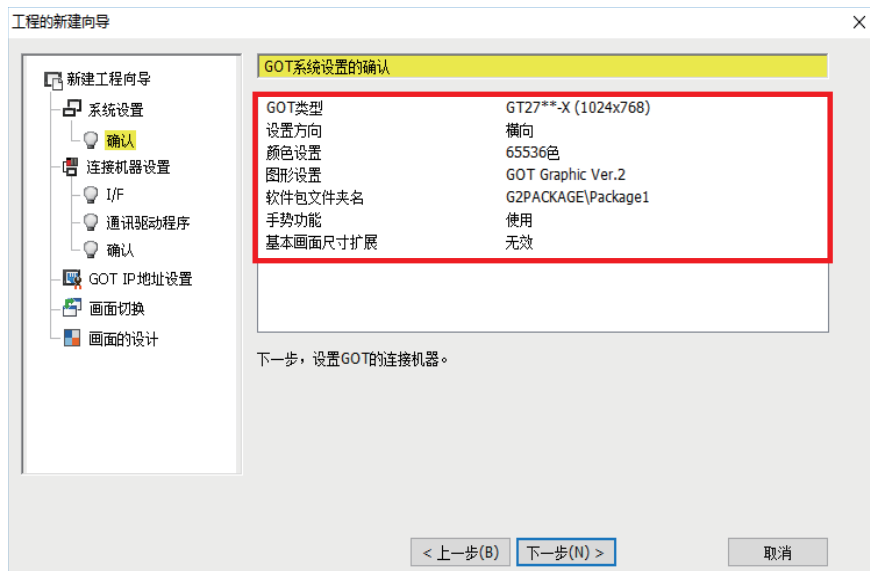 工程的新建向导
新建工程向导
系统设置
确认
连接机器设置
I/F
通讯驱动程序
确认
GOT IP地址设置
画面切换
画面的设计
GOT系统设置的确认
GOT类型 GT27**-X (1024x768)
设置方向 横向
颜色设置 65536色
图形设置 GOT Graphic Ver.2
软件包文件夹名 G2PACKAGE\Package1
手势功能 使用
基本画面尺寸扩展 无效
下一步，设置GOT的连接机器。
< 上一步(B) 下一步(N) > 取消